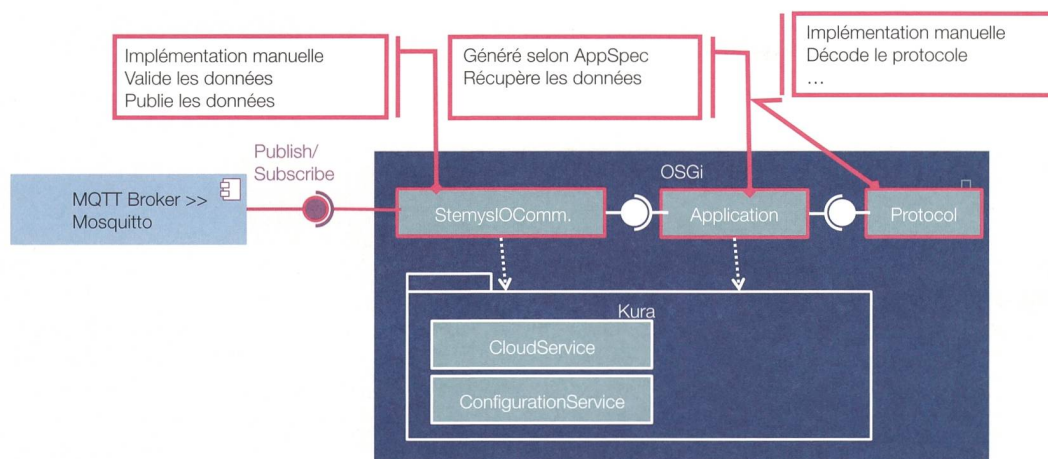 Implémentation manuelle
Valide les données
Publie les données
Généré selon AppSpec
Récupère les données
Implémentation manuelle
Décode le protocole
...
Publish/
Subscribe
MQTT Broker >>
Mosquitto
OSGi
StemysIOComm.
Application
Protocol
Kura
CloudService
ConfigurationService